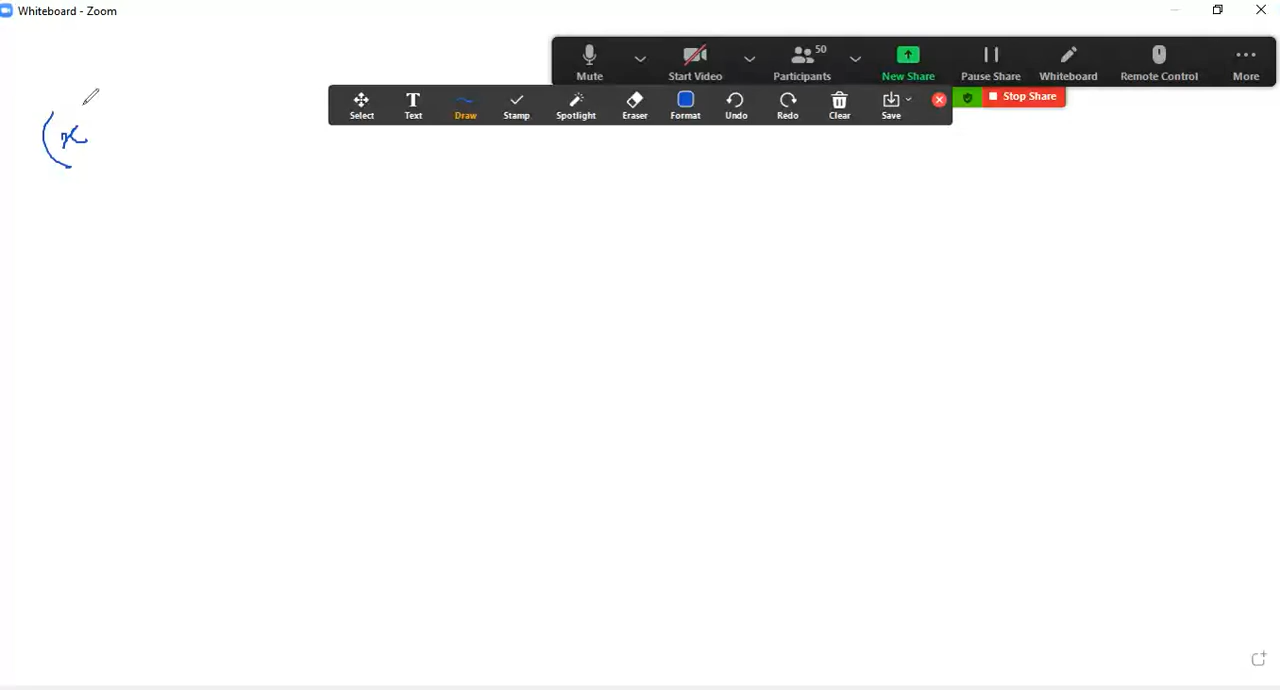 Whiteboard - Zoom
50
Mute Start Video Participants New Share Pause Share Whiteboard Remote Control More
Select Text Draw Stamp Spotlight Eraser Format Undo Redo Clear Save Stop Share
(x